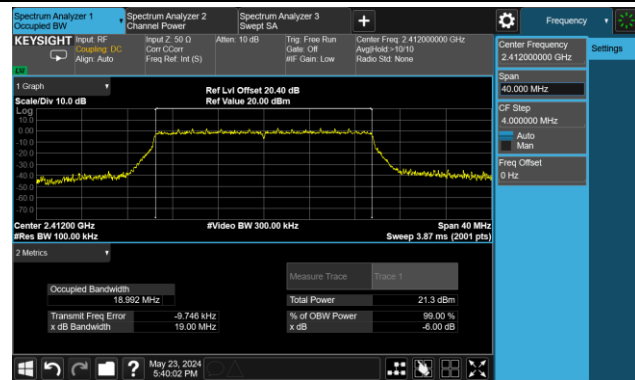 Spectrum Analyzer 1
Occupied BW
Spectrum Analyzer 2
Channel Power
Spectrum Analyzer 3
Swept SA
Frequency
KEYSIGHT
Input: RF
Coupling: DC
Align: Auto
Input Z: 50 Ω
Corr CCorr
Freq Ref: Int (S)
Atten: 10 dB
Trig: Free Run
Gate: Off
#IF Gain: Low
Center Freq: 2.412000000 GHz
Avg|Hold:>10/10
Radio Std: None
Center Frequency
2.412000000 GHz
Settings
Span
40.000 MHz
CF Step
4.000000 MHz
Auto
Man
Freq Offset
0 Hz
1 Graph
Scale/Div 10.0 dB
Ref Lvl Offset 20.40 dB
Ref Value 20.00 dBm
Log
10.0
0.00
-10.0
-20.0
-30.0
-40.0
-50.0
-60.0
-70.0
Center 2.41200 GHz
#Video BW 300.00 kHz
Span 40 MHz
#Res BW 100.00 kHz
Sweep 3.87 ms (2001 pts)
2 Metrics
Measure Trace
Trace 1
Occupied Bandwidth
18.992 MHz
Total Power
21.3 dBm
Transmit Freq Error
-9.746 kHz
% of OBW Power
99.00 %
x dB Bandwidth
19.00 MHz
x dB
-6.00 dB
May 23, 2024
5:40:02 PM